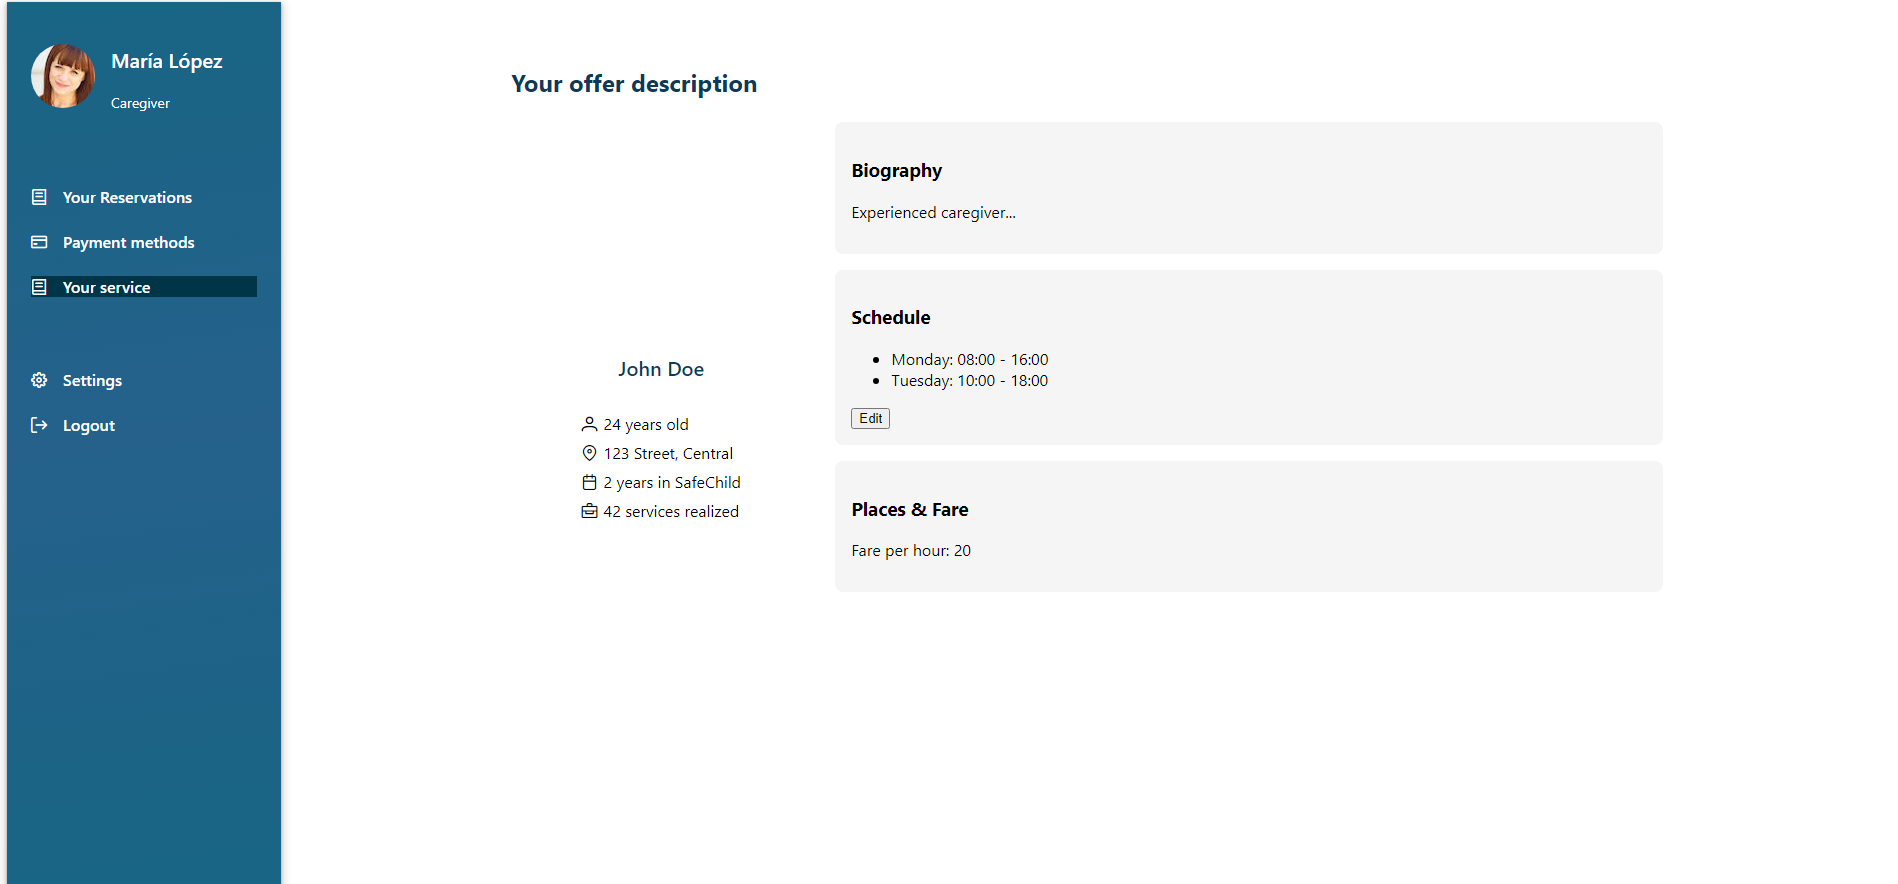 María López
Caregiver
Your Reservations
Payment methods
Your service
Settings
Logout
Your offer description
John Doe
24 years old
123 Street, Central
2 years in SafeChild
42 services realized
Biography
Experienced caregiver...
Schedule
Monday: 08:00 - 16:00
Tuesday: 10:00 - 18:00
Edit
Places & Fare
Fare per hour: 20